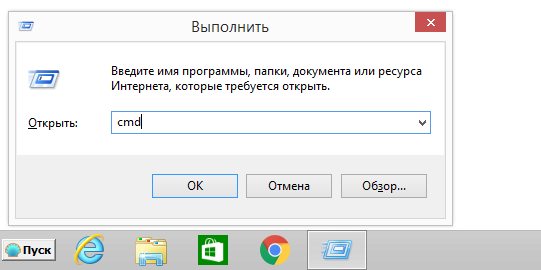 Выполнить
Введите имя программы, папки, документа или ресурса
Интернета, которые требуется открыть.
Открыть: cmd
OK Отмена Обзор...
Пуск